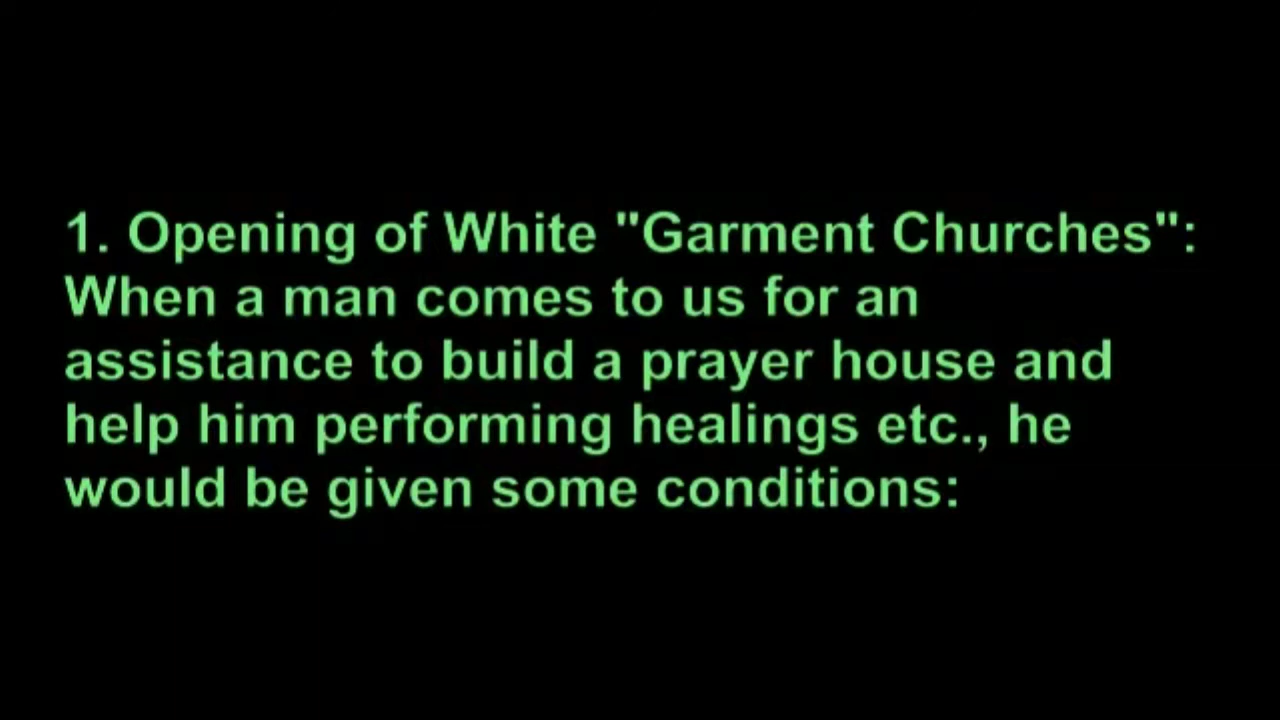 1. Opening of White "Garment Churches":
When a man comes to us for an
assistance to build a prayer house and
help him performing healings etc., he
would be given some conditions: